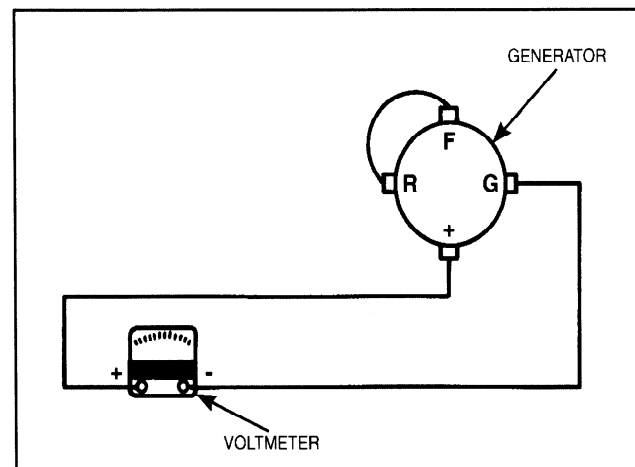 GENERATOR
F
R G
+
+ -
VOLTMETER